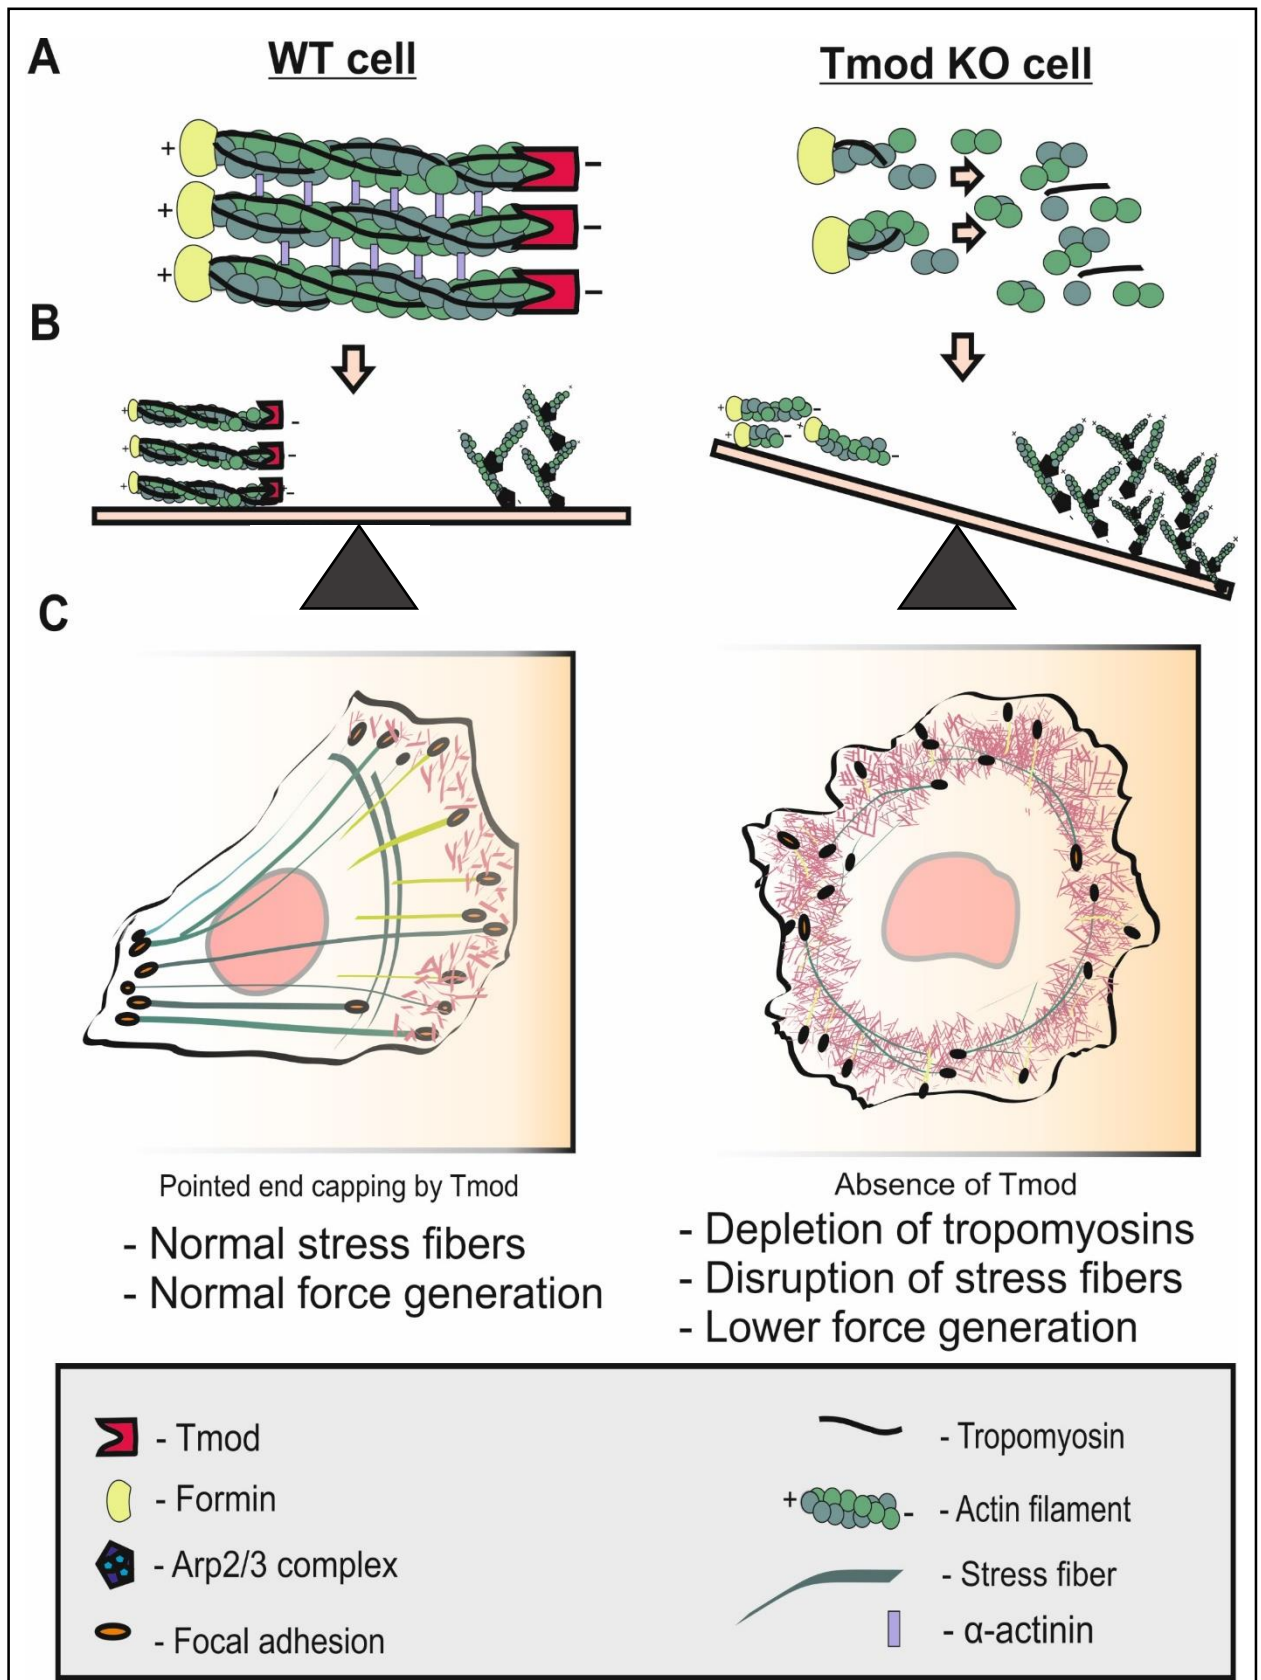 A
WT cell
Tmod KO cell
+
-
+
-
+
-
B
+
-
+
-
+
-
+
-
+
-
-
C
Pointed end capping by Tmod
- Normal stress fibers
- Normal force generation
Absence of Tmod
- Depletion of tropomyosins
- Disruption of stress fibers
- Lower force generation
- Tmod
- Formin
- Arp2/3 complex
- Focal adhesion
- Tropomyosin
+ - - Actin filament
- Stress fiber
- α-actinin